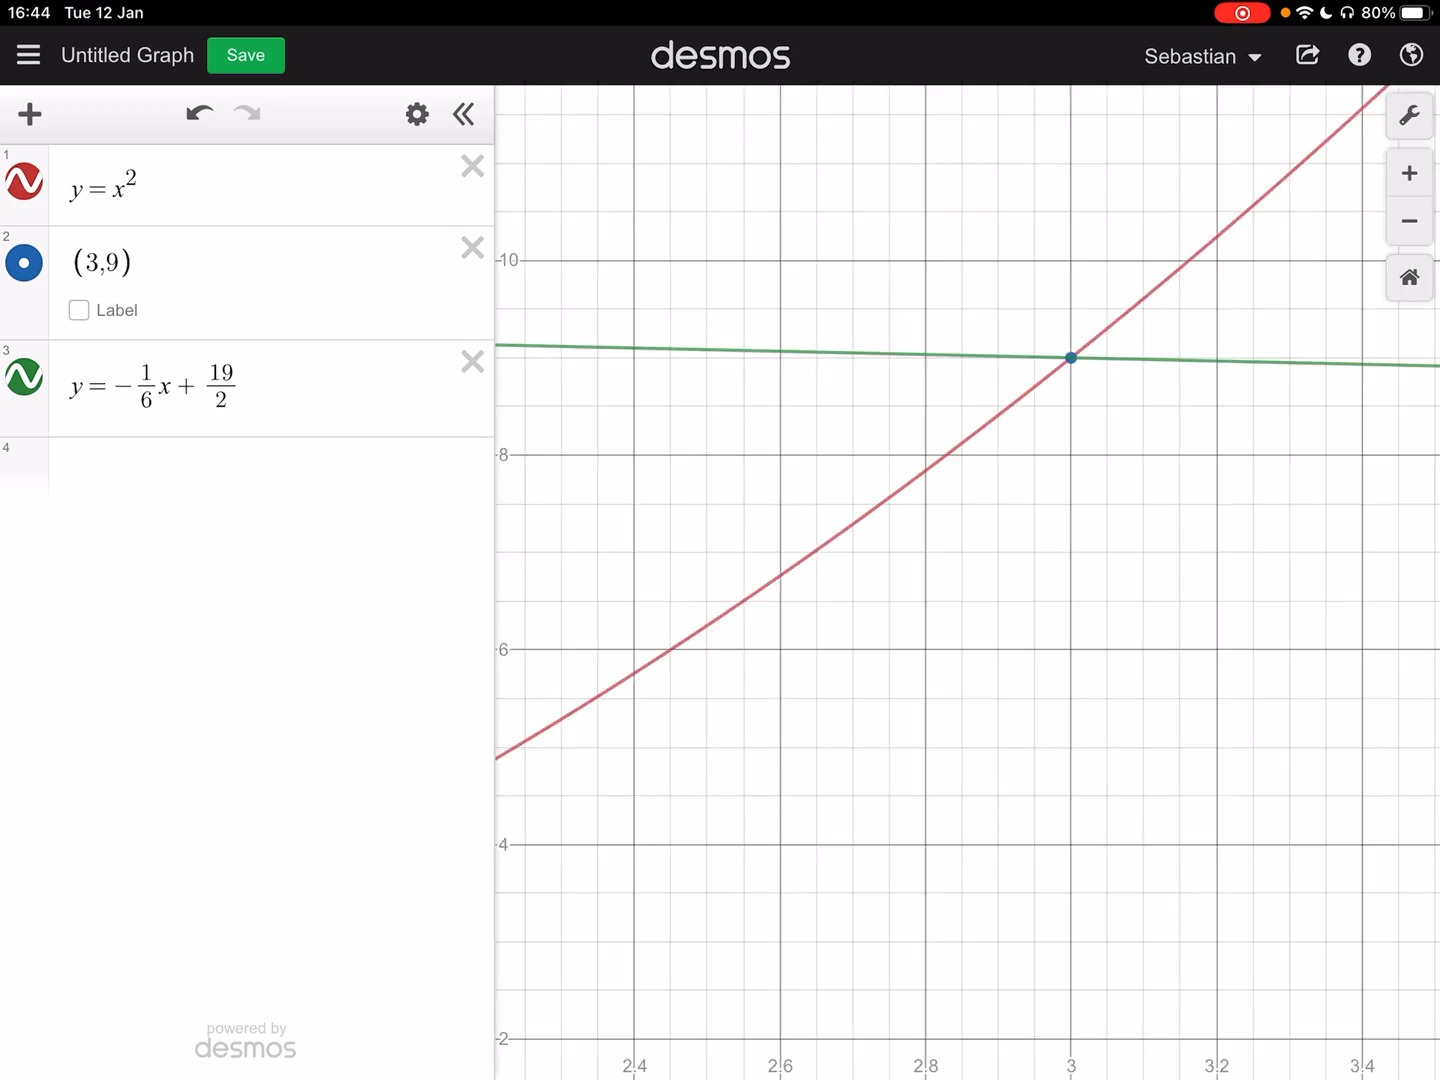 16:44 Tue 12 Jan 80%
Untitled Graph Save desmos Sebastian ?
1
y = x²
2
(3,9)
Label
3
y = −1/6x + 19/2
4
10
8
6
4
2
2.4 2.6 2.8 3 3.2 3.4
powered by
desmos